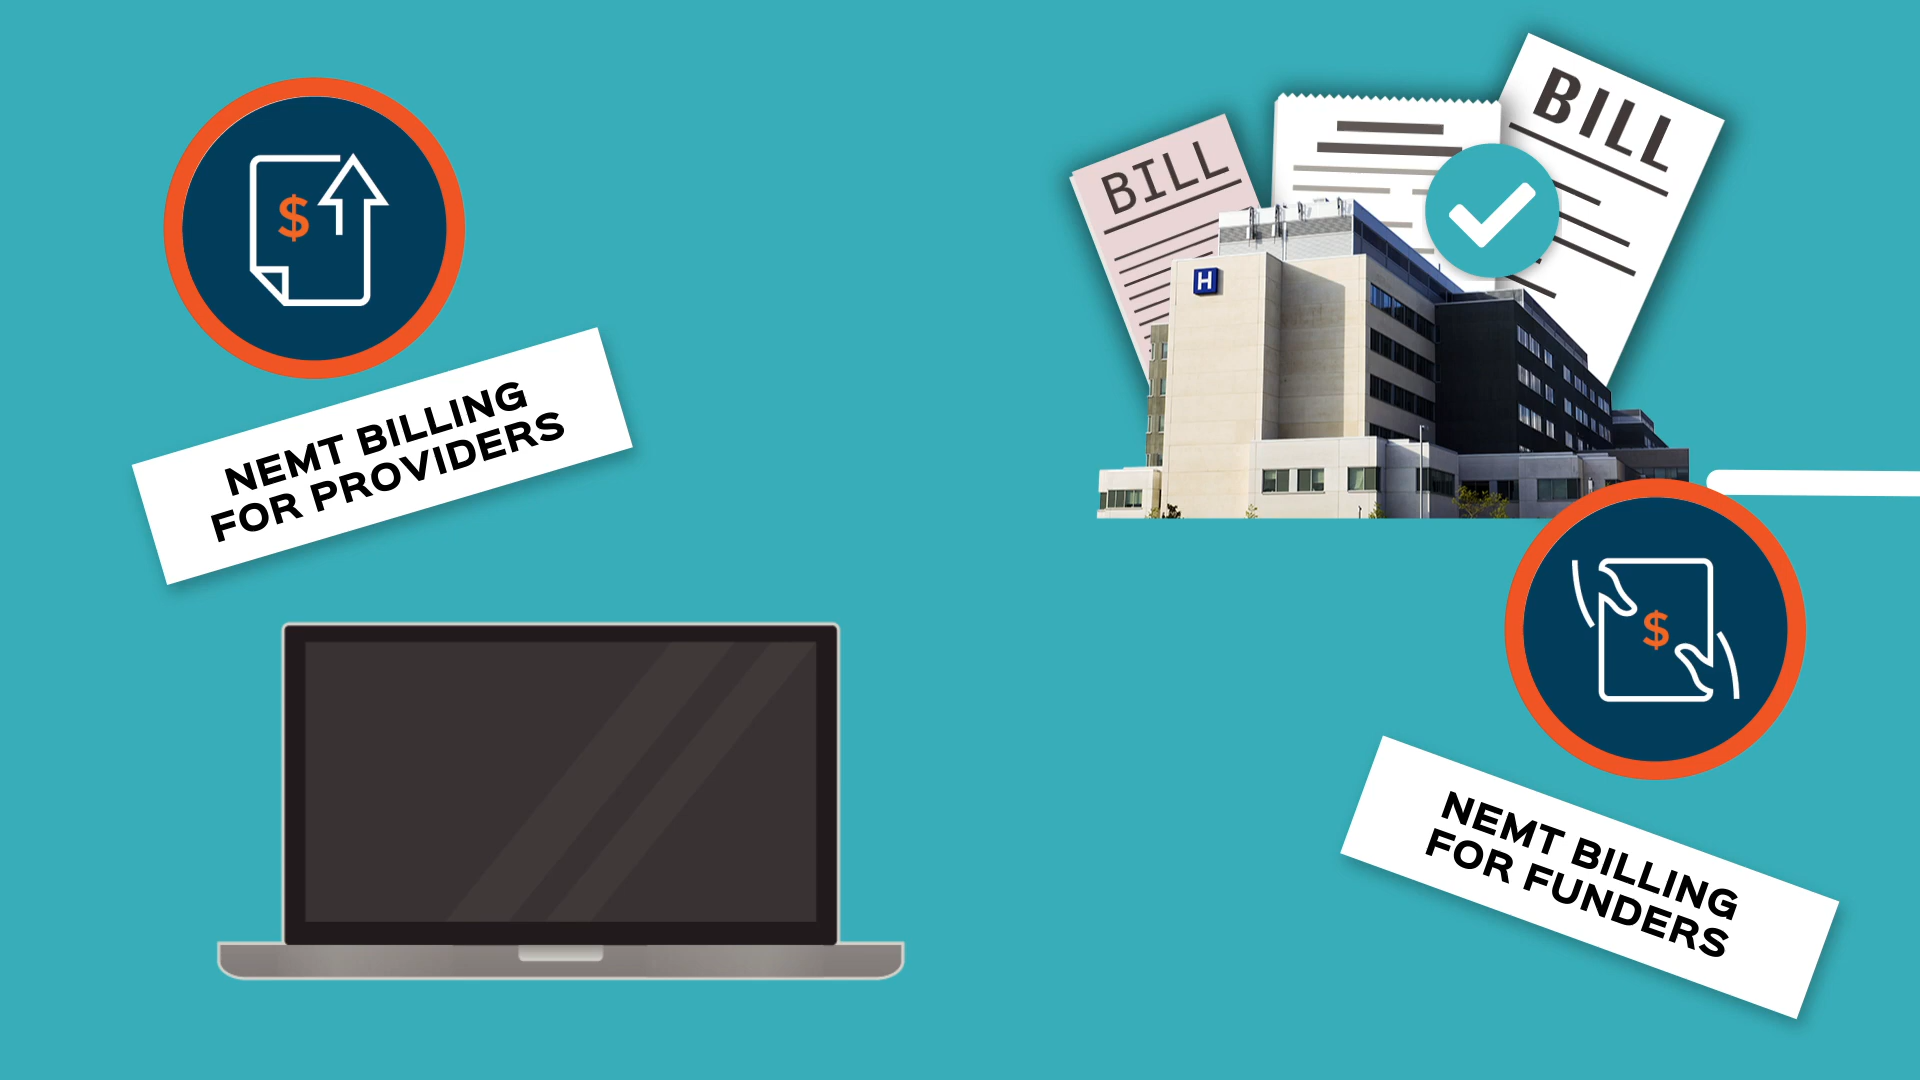 $
NEMT BILLING
FOR PROVIDERS
BILL
BILL
H
$
NEMT BILLING
FOR FUNDERS